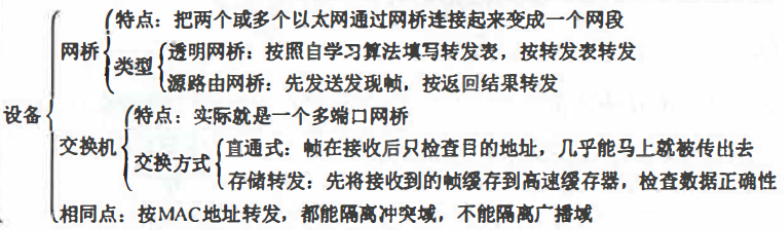 设备
网桥
特点：把两个或多个以太网通过网桥连接起来变成一个网段
类型
透明网桥：按照自学习算法填写转发表，按转发表转发
源路由网桥：先发送发现帧，按返回结果转发
交换机
特点：实际就是一个多端口网桥
交换方式
直通式：帧在接收后只检查目的地址，几乎能马上就被传出去
存储转发：先将接收到的帧缓存到高速缓存器，检查数据正确性
相同点：按MAC地址转发，都能隔离冲突域，不能隔离广播域